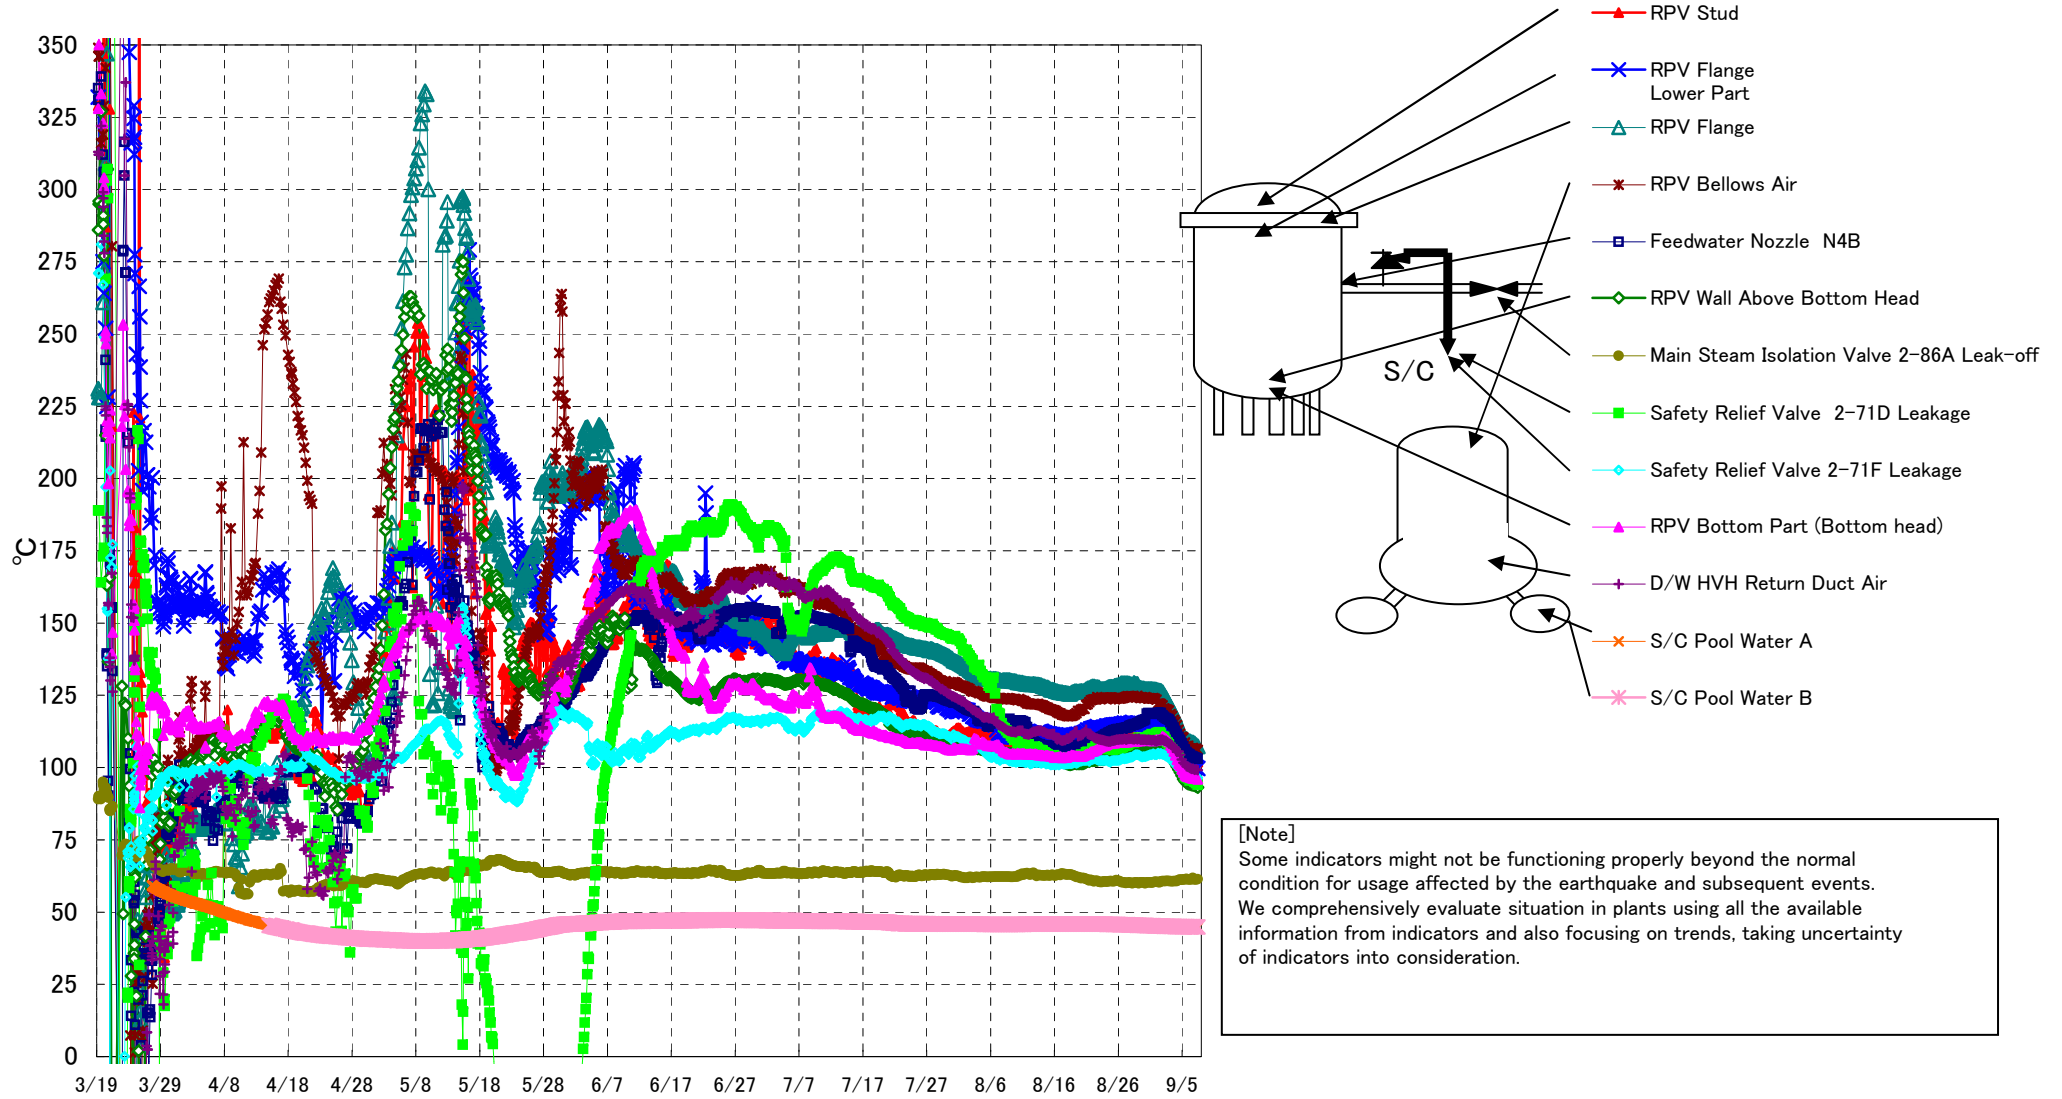 350
325
300
275
250
225
200
175
150
125
100
75
50
25
0
°C
3/19 3/29 4/8 4/18 4/28 5/8 5/18 5/28 6/7 6/17 6/27 7/7 7/17 7/27 8/6 8/16 8/26 9/5
RPV Stud
RPV Flange
Lower Part
RPV Flange
RPV Bellows Air
Feedwater Nozzle N4B
RPV Wall Above Bottom Head
Main Steam Isolation Valve 2-86A Leak-off
Safety Relief Valve 2-71D Leakage
Safety Relief Valve 2-71F Leakage
RPV Bottom Part (Bottom head)
D/W HVH Return Duct Air
S/C Pool Water A
S/C Pool Water B
S/C
[Note]
Some indicators might not be functioning properly beyond the normal
condition for usage affected by the earthquake and subsequent events.
We comprehensively evaluate situation in plants using all the available
information from indicators and also focusing on trends, taking uncertainty
of indicators into consideration.